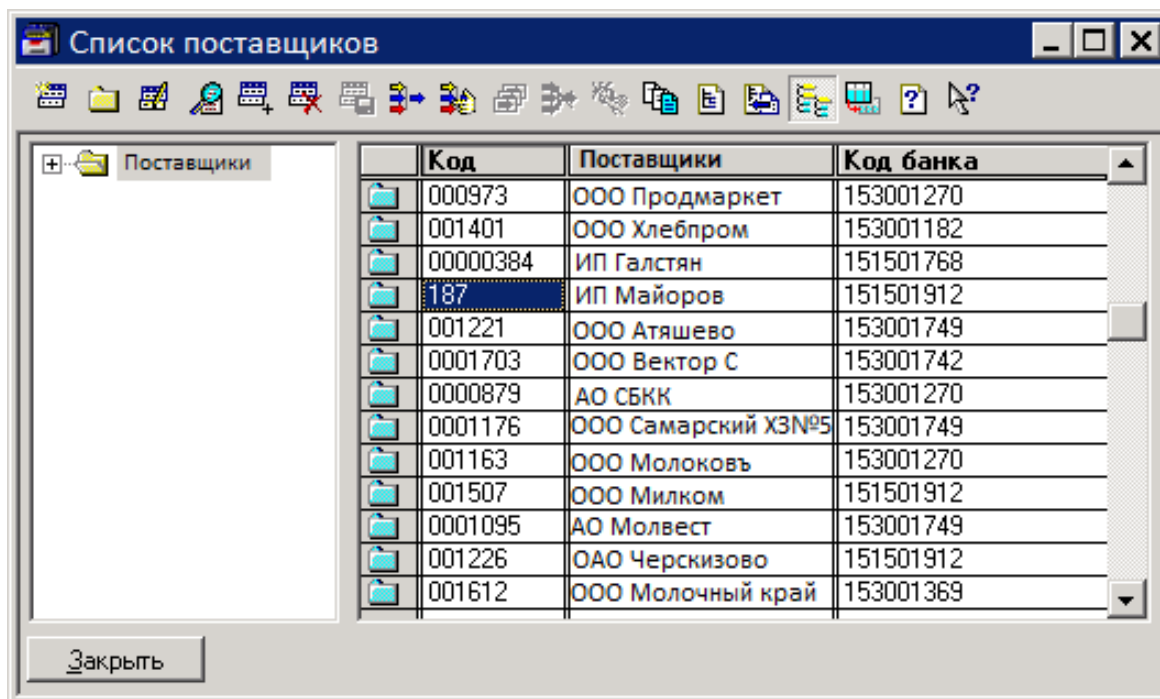 Список поставщиков
Поставщики
Код Поставщики Код банка
000973 ООО Продмаркет 153001270
001401 ООО Хлебпром 153001182
00000384 ИП Галстян 151501768
187 ИП Майоров 151501912
001221 ООО Атяшево 153001749
0001703 ООО Вектор С 153001742
0000879 АО СБКК 153001270
0001176 ООО Самарский ХЗ№5 153001749
001163 ООО Молоковъ 153001270
001507 ООО Милком 151501912
0001095 АО Молвест 153001749
001226 ОАО Черскизово 151501912
001612 ООО Молочный край 153001369
Закрыть